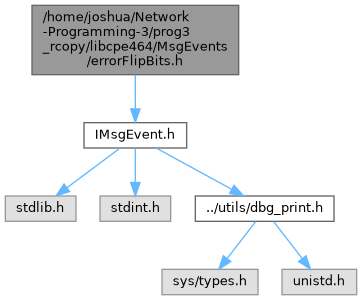 /home/joshua/Network
-Programming-3/prog3
_rcopy/libcpe464/MsgEvents
/errorFlipBits.h
IMsgEvent.h
stdlib.h
stdint.h
../utils/dbg_print.h
sys/types.h
unistd.h